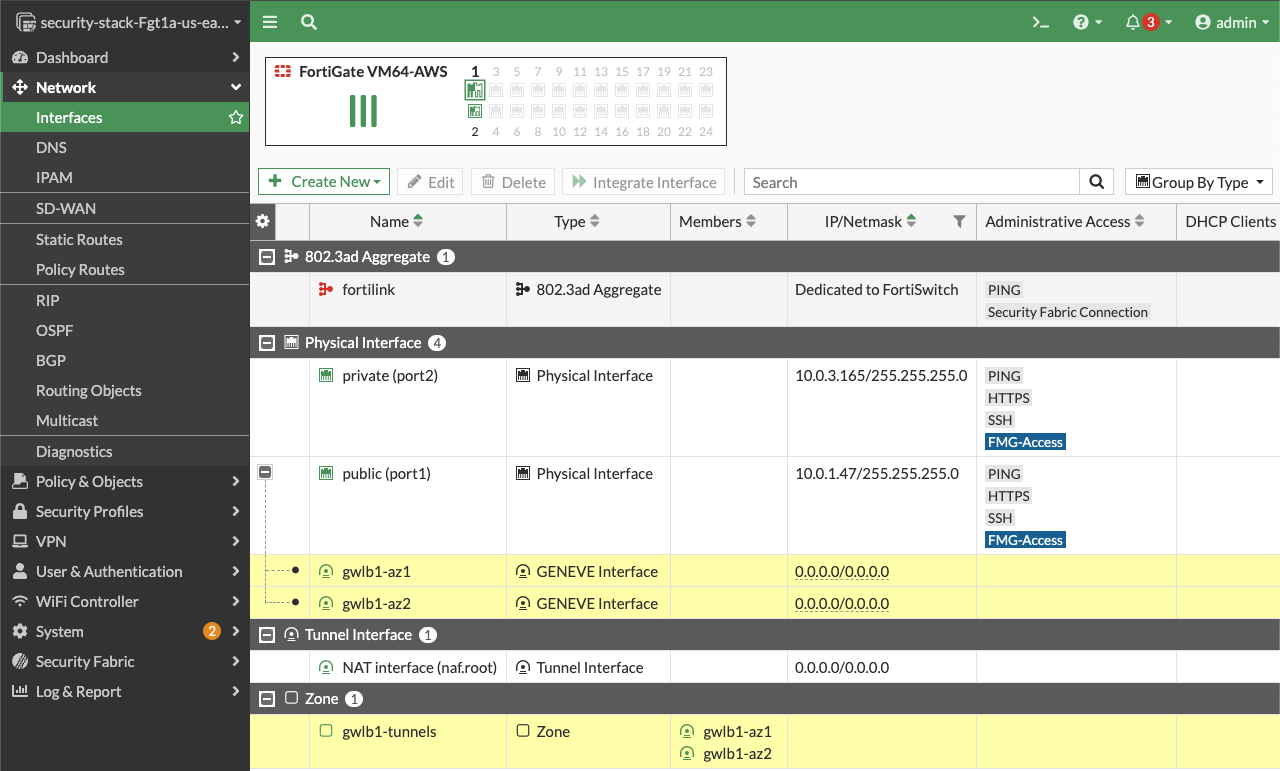 security-stack-Fgt1a-us-ea...
3
admin
Dashboard
Network
Interfaces
DNS
IPAM
SD-WAN
Static Routes
Policy Routes
RIP
OSPF
BGP
Routing Objects
Multicast
Diagnostics
Policy & Objects
Security Profiles
VPN
User & Authentication
WiFi Controller
System 2
Security Fabric
Log & Report
FortiGate VM64-AWS
1 3 5 7 9 11 13 15 17 19 21 23
2 4 6 8 10 12 14 16 18 20 22 24
Create New Edit Delete Integrate Interface Search Group By Type
Name Type Members IP/Netmask Administrative Access DHCP Clients
802.3ad Aggregate 1
fortilink 802.3ad Aggregate Dedicated to FortiSwitch PING
Security Fabric Connection
Physical Interface 4
private (port2) Physical Interface 10.0.3.165/255.255.255.0 PING
HTTPS
SSH
FMG-Access
public (port1) Physical Interface 10.0.1.47/255.255.255.0 PING
HTTPS
SSH
FMG-Access
gwlb1-az1 GENEVE Interface 0.0.0.0/0.0.0.0
gwlb1-az2 GENEVE Interface 0.0.0.0/0.0.0.0
Tunnel Interface 1
NAT interface (naf.root) Tunnel Interface 0.0.0.0/0.0.0.0
Zone 1
gwlb1-tunnels Zone gwlb1-az1
gwlb1-az2